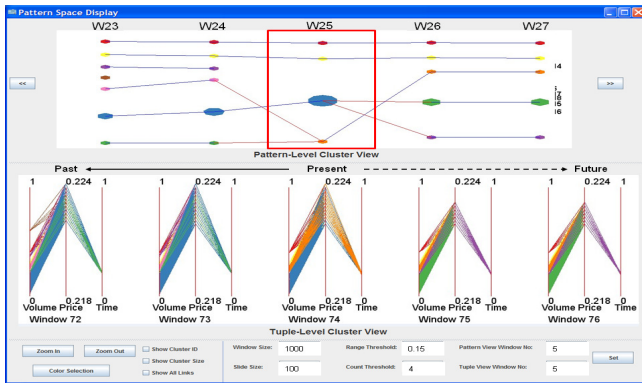 Pattern Space Display
W23 W24 W25 W26 W27
<< >>
Pattern-Level Cluster View
Past Present Future
1 0.224 1 1 0.224 1 1 0.224 1 1 0.224 1 1 0.224 1
0 0.218 0 0 0.218 0 0 0.218 0 0 0.218 0 0 0.218 0
Volume Price Time Volume Price Time Volume Price Time Volume Price Time Volume Price Time
Window 72 Window 73 Window 74 Window 75 Window 76
Tuple-Level Cluster View
Zoom In Zoom Out Show Cluster ID Window Size: 1000 Range Threshold: 0.15 Pattern View Window No: 5
Show Cluster Size Set
Color Selection Show All Links Slide Size: 100 Count Threshold: 4 Tuple View Window No: 5